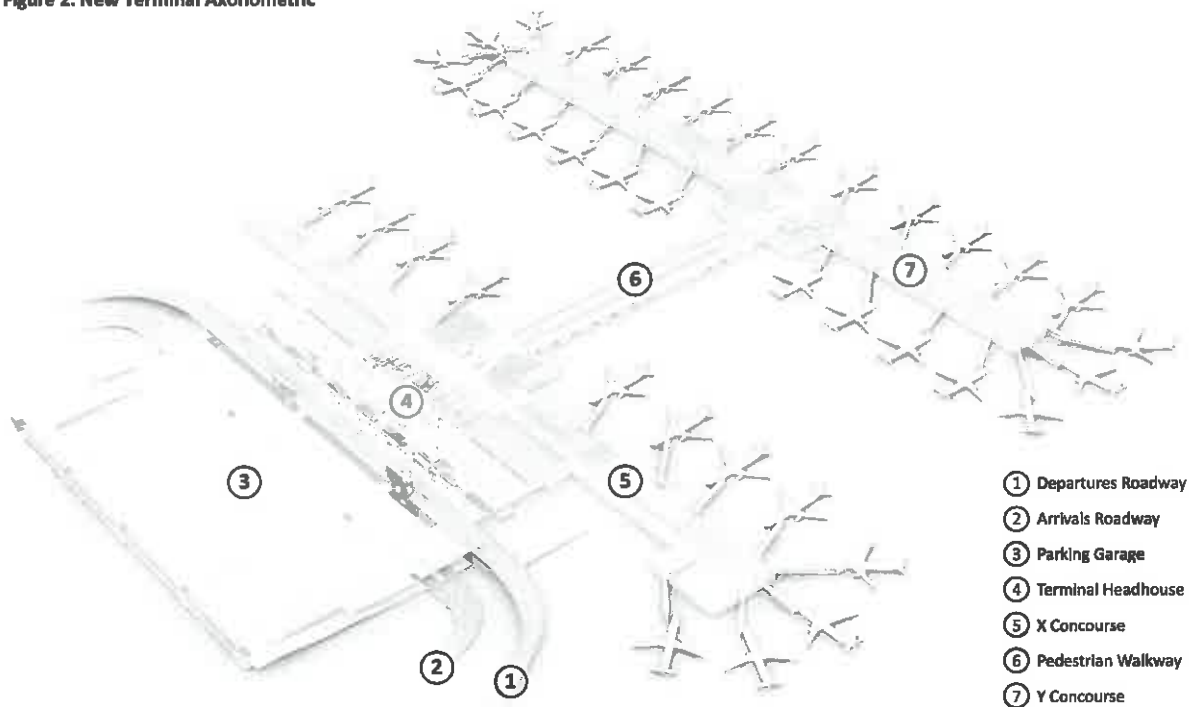 Figure 2. New Terminal Axonometric
6
7
4
3
5
2
1
1 Departures Roadway
2 Arrivals Roadway
3 Parking Garage
4 Terminal Headhouse
5 X Concourse
6 Pedestrian Walkway
7 Y Concourse